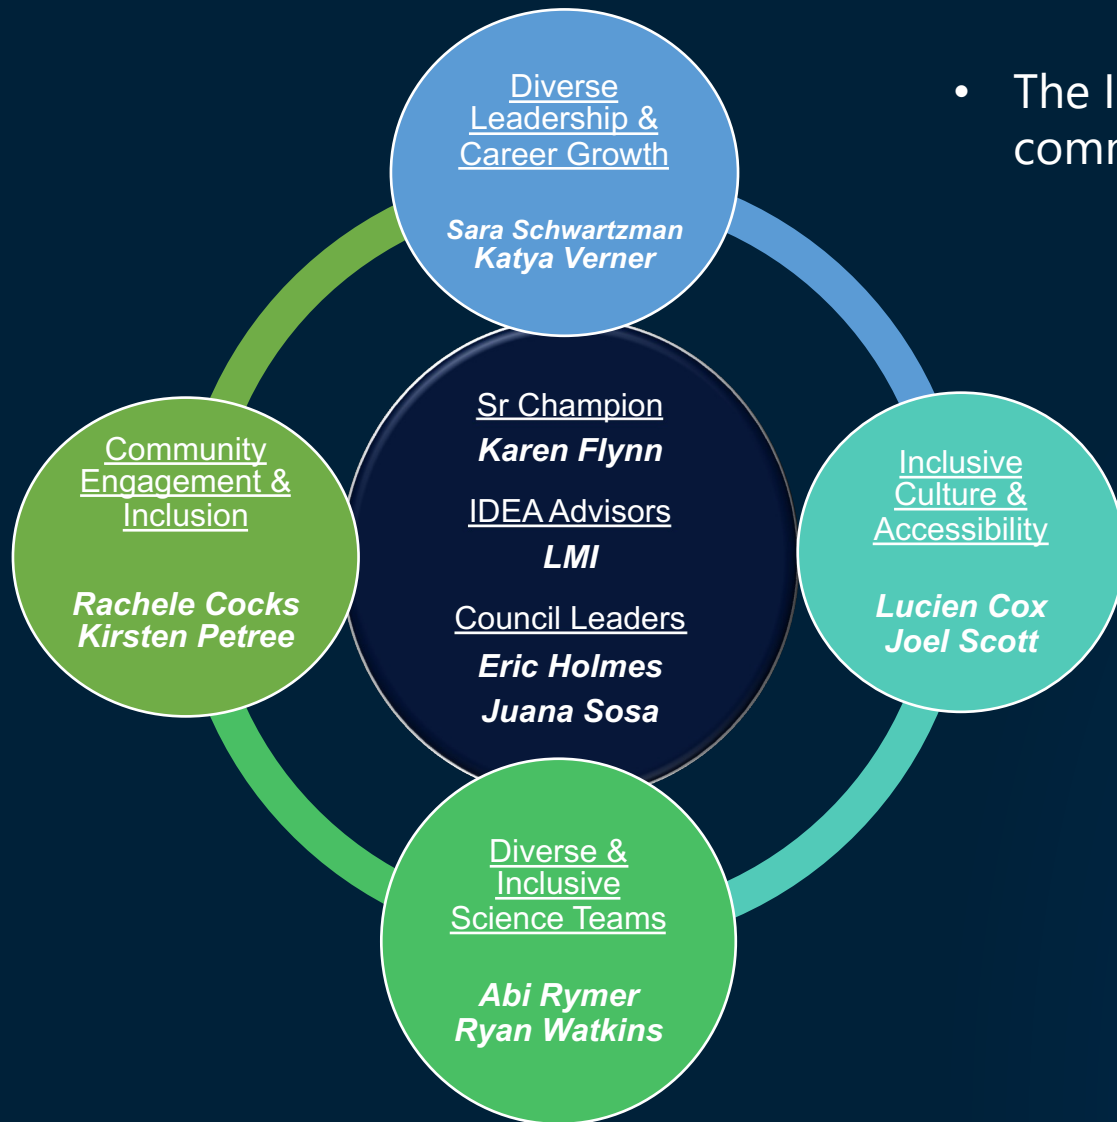 Diverse
Leadership &
Career Growth
Sara Schwartzman
Katya Verner
• The I
comm
Sr Champion
Karen Flynn
IDEA Advisors
LMI
Council Leaders
Eric Holmes
Juana Sosa
Community
Engagement &
Inclusion
Rachele Cocks
Kirsten Petree
Inclusive
Culture &
Accessibility
Lucien Cox
Joel Scott
Diverse &
Inclusive
Science Teams
Abi Rymer
Ryan Watkins